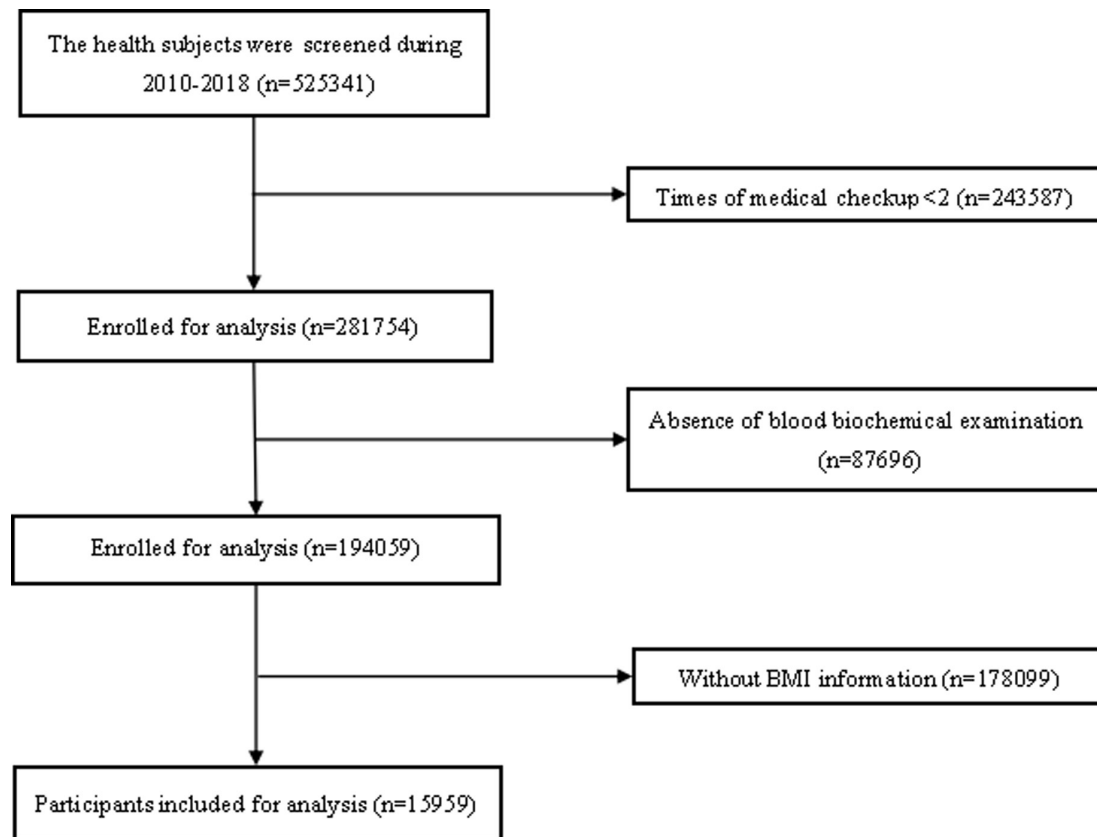 The health subjects were screened during
2010-2018 (n=525341)
Times of medical checkup <2 (n=243587)
Enrolled for analysis (n=281754)
Absence of blood biochemical examination
(n=87696)
Enrolled for analysis (n=194059)
Without BMI information (n=178099)
Participants included for analysis (n=15959)